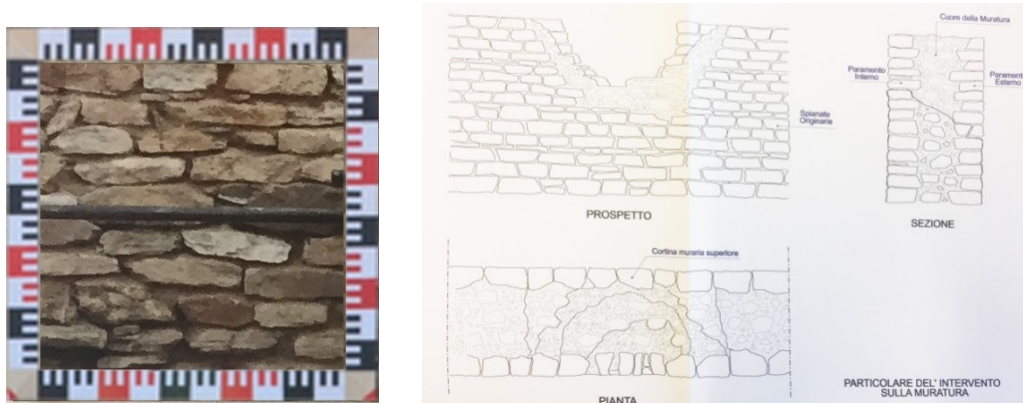 Cuore della Muratura
Paramento
Interno
Paramento
Esterno
Spianate
Originarie
PROSPETTO
SEZIONE
Cortina muraria superiore
PIANTA
PARTICOLARE DEL' INTERVENTO
SULLA MURATURA